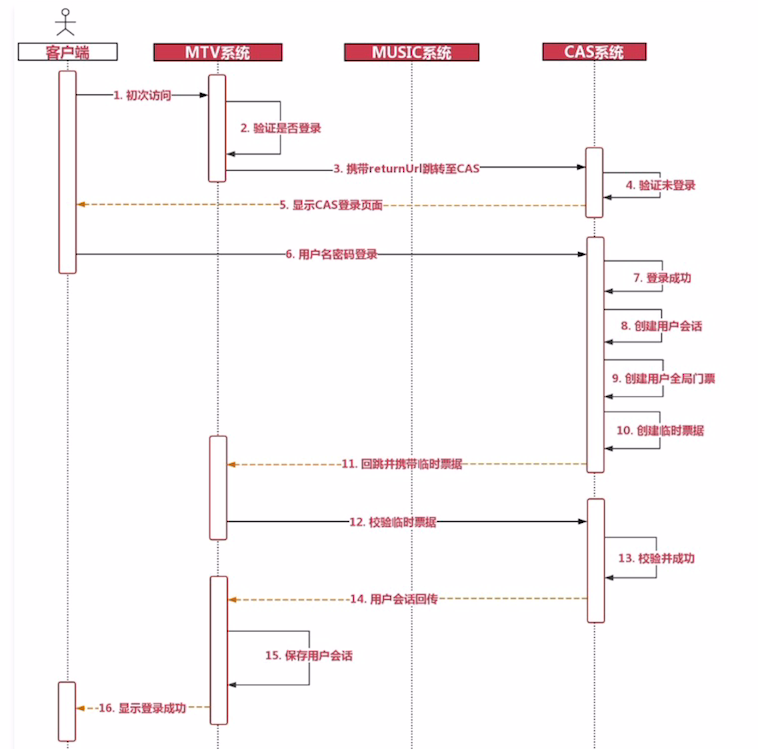 客户端
MTV系统
MUSIC系统
CAS系统
1. 初次访问
2. 验证是否登录
3. 携带returnUrl跳转至CAS
4. 验证未登录
5. 显示CAS登录页面
6. 用户名密码登录
7. 登录成功
8. 创建用户会话
9. 创建用户全局门票
10. 创建临时票据
11. 回跳并携带临时票据
12. 校验临时票据
13. 校验并成功
14. 用户会话回传
15. 保存用户会话
16. 显示登录成功